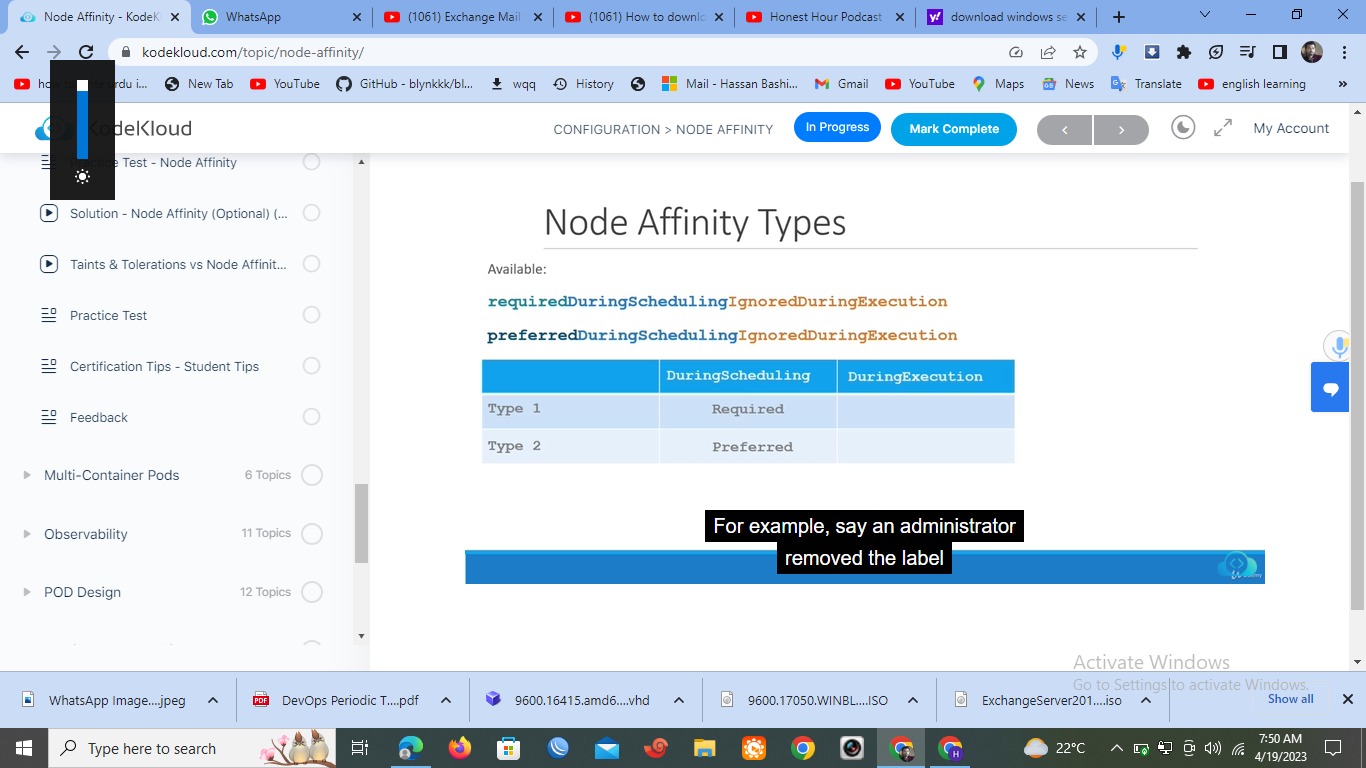 Node Affinity - KodeKl
WhatsApp
(1061) Exchange Mail
(1061) How to downlo
Honest Hour Podcast
download windows se
kodekloud.com/topic/node-affinity/
urdu i...
New Tab
YouTube
GitHub - blynkkk/bl...
wqq
History
Mail - Hassan Bashi...
Gmail
YouTube
Maps
News
Translate
english learning
»
KodeKloud
CONFIGURATION > NODE AFFINITY
In Progress
Mark Complete
My Account
Test - Node Affinity
Solution - Node Affinity (Optional) (...
Taints & Tolerations vs Node Affinit...
Practice Test
Certification Tips - Student Tips
Feedback
Multi-Container Pods 6 Topics
Observability 11 Topics
POD Design 12 Topics
Node Affinity Types
Available:
requiredDuringSchedulingIgnoredDuringExecution
preferredDuringSchedulingIgnoredDuringExecution
DuringScheduling DuringExecution
Type 1 Required
Type 2 Preferred
For example, say an administrator
removed the label
Activate Windows
Go to Settings to activate Windows.
WhatsApp Image....jpeg
DevOps Periodic T....pdf
9600.16415.amd6....vhd
9600.17050.WINBL....ISO
ExchangeServer201....iso
Show all
Type here to search
22°C
7:50 AM
4/19/2023